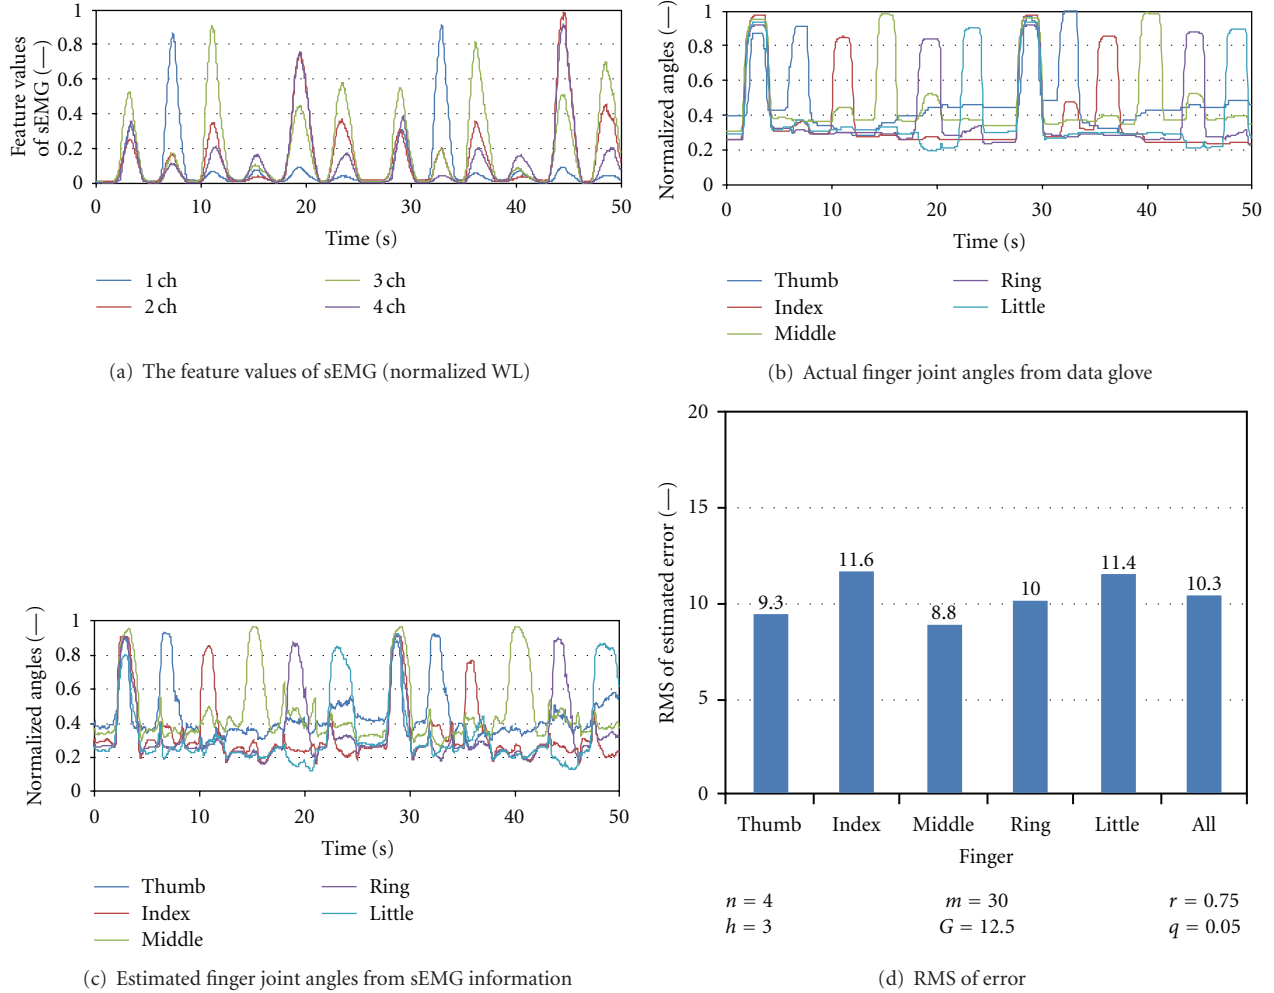 Feature values
of sEMG (—)
1
0.8
0.6
0.4
0.2
0
0 10 20 30 40 50
Time (s)
1 ch
3 ch
2 ch
4 ch
(a) The feature values of sEMG (normalized WL)
Normalized angles (—)
1
0.8
0.6
0.4
0.2
0
0 10 20 30 40 50
Time (s)
Thumb
Ring
Index
Little
Middle
(b) Actual finger joint angles from data glove
Normalized angles (—)
1
0.8
0.6
0.4
0.2
0
0 10 20 30 40 50
Time (s)
Thumb
Ring
Index
Little
Middle
(c) Estimated finger joint angles from sEMG information
RMS of estimated error (—)
20
15
10
5
0
9.3
11.6
8.8
10
11.4
10.3
Thumb Index Middle Ring Little All
Finger
n = 4 m = 30 r = 0.75
h = 3 G = 12.5 q = 0.05
(d) RMS of error